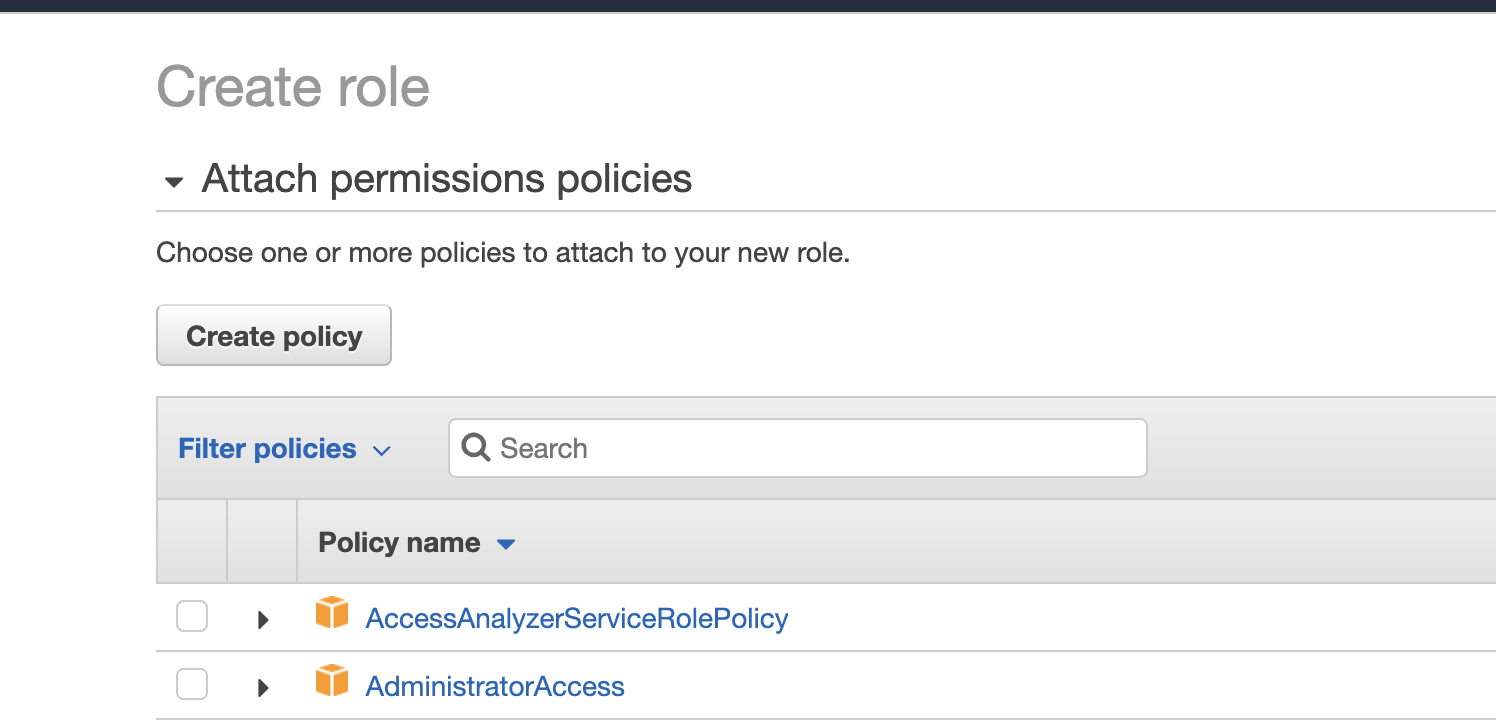 Create role
Attach permissions policies
Choose one or more policies to attach to your new role.
Create policy
Filter policies
Search
Policy name
AccessAnalyzerServiceRolePolicy
AdministratorAccess